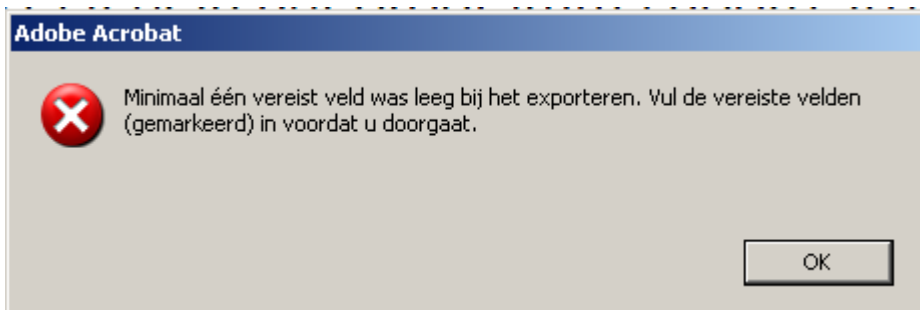 Adobe Acrobat
Minimaal één vereist veld was leeg bij het exporteren. Vul de vereiste velden
(gemarkeerd) in voordat u doorgaat.
OK